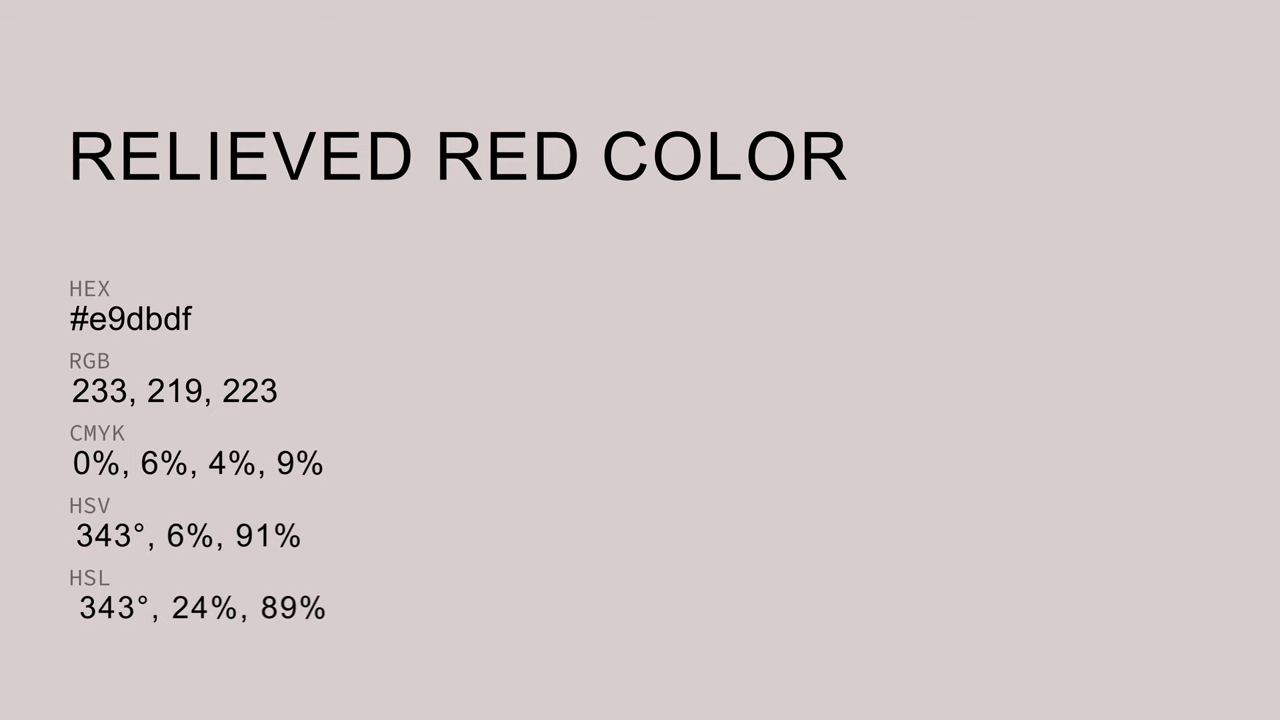 RELIEVED RED COLOR
HEX
#e9dbdf
RGB
233, 219, 223
CMYK
0%, 6%, 4%, 9%
HSV
343°, 6%, 91%
HSL
343°, 24%, 89%